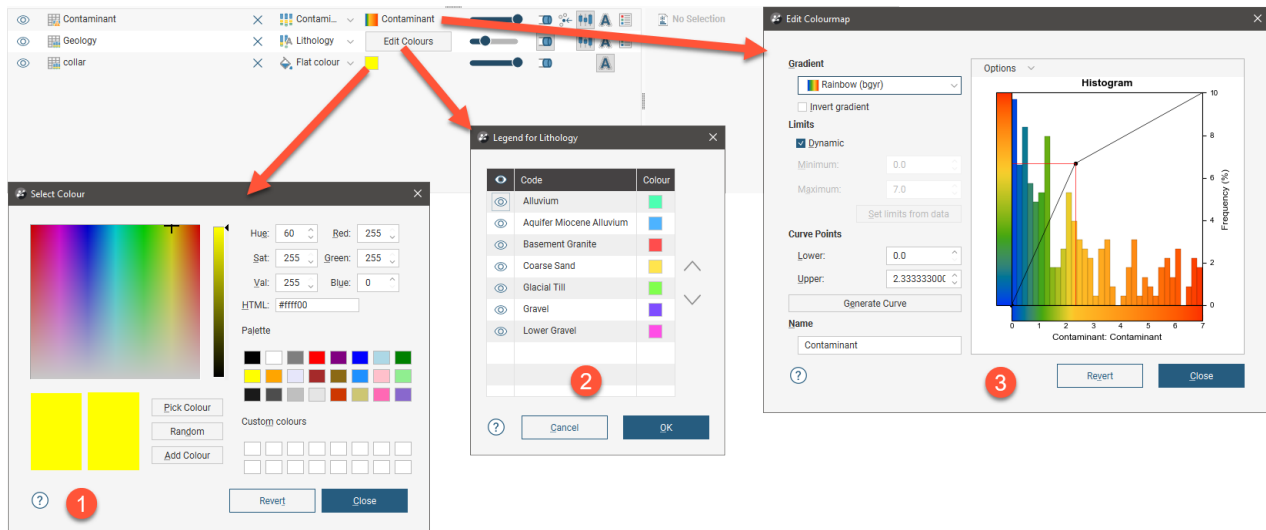 Contaminant Contami... Contaminant A No Selection
Geology Lithology Edit Colours A
collar Flat colour A
Edit Colourmap
Gradient
Rainbow (bgyr)
Invert gradient
Limits
Dynamic
Minimum: 0.0
Maximum: 7.0
Set limits from data
Curve Points
Lower: 0.0
Upper: 2.33333300(
Generate Curve
Name
Contaminant
Options
Histogram
10
8
6
4
2
0
Frequency (%)
0 1 2 3 4 5 6 7
Contaminant: Contaminant
?
3
Revert
Close
Legend for Lithology
Code Colour
Alluvium
Aquifer Miocene Alluvium
Basement Granite
Coarse Sand
Glacial Till
Gravel
Lower Gravel
2
?
Cancel
OK
Select Colour
Hue: 60 Red: 255
Sat: 255 Green: 255
Val: 255 Blue: 0
HTML: #ffff00
Palette
Pick Colour
Random
Add Colour
Custom colours
?
1
Revert
Close